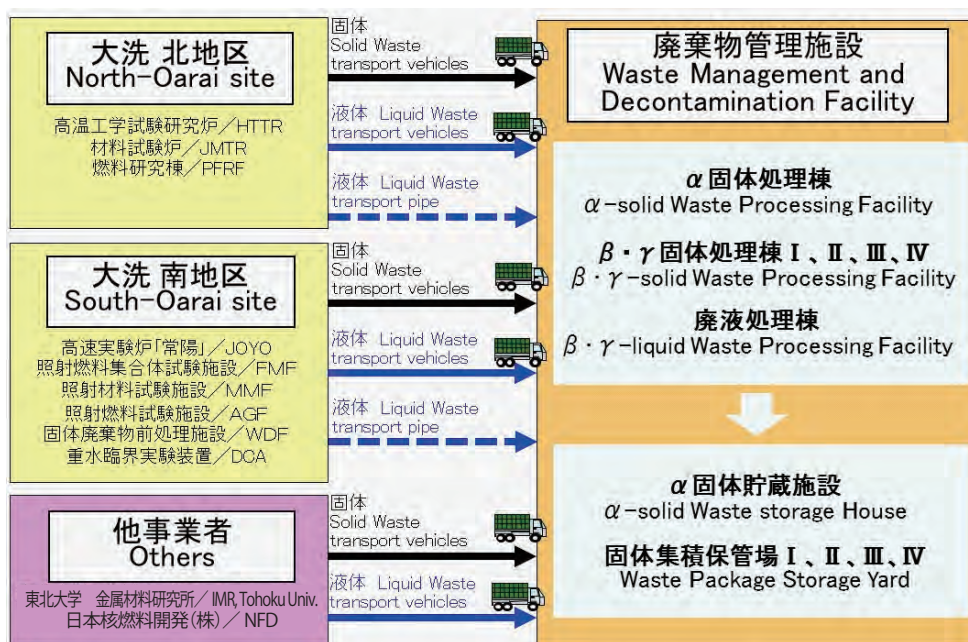 大洗 北地区
North-Oarai site
高温工学試験研究炉/HTTR
材料試験炉/JMTR
燃料研究棟/PFRF
固体
Solid Waste
transport vehicles
液体 Liquid Waste
transport vehicles
液体 Liquid Waste
transport pipe
大洗 南地区
South-Oarai site
高速実験炉「常陽」/JOYO
照射燃料集合体試験施設/FMF
照射材料試験施設/MMF
照射燃料試験施設/AGF
固体廃棄物前処理施設/WDF
重水臨界実験装置/DCA
固体
Solid Waste
transport vehicles
液体 Liquid Waste
transport vehicles
液体 Liquid Waste
transport pipe
他事業者
Others
東北大学 金属材料研究所/ IMR, Tohoku Univ.
日本核燃料開発(株)/ NFD
固体
Solid Waste
transport vehicles
液体 Liquid Waste
transport vehicles
廃棄物管理施設
Waste Management and
Decontamination Facility
α固体処理棟
α-solid Waste Processing Facility
β・γ固体処理棟Ⅰ、Ⅱ、Ⅲ、Ⅳ
β・γ-solid Waste Processing Facility
廃液処理棟
β・γ-liquid Waste Processing Facility
α固体貯蔵施設
α-solid Waste storage House
固体集積保管場Ⅰ、Ⅱ、Ⅲ、Ⅳ
Waste Package Storage Yard